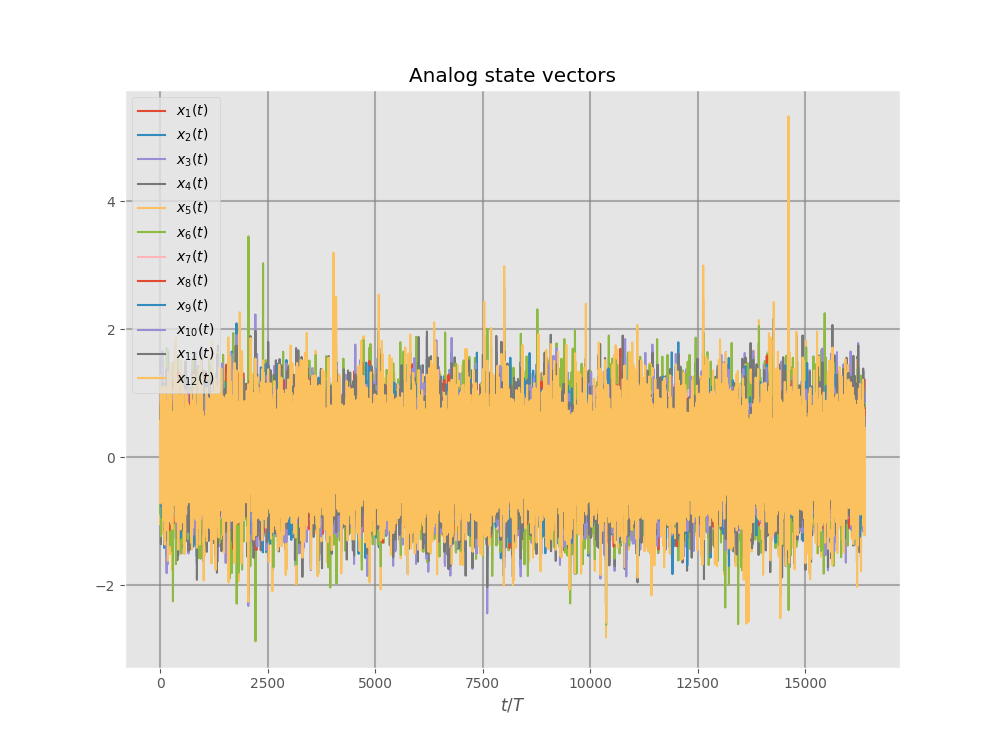 Analog state vectors
x₁(t)
x₂(t)
x₃(t)
x₄(t)
x₅(t)
x₆(t)
x₇(t)
x₈(t)
x₉(t)
x₁₀(t)
x₁₁(t)
x₁₂(t)
4
2
0
−2
0 2500 5000 7500 10000 12500 15000
t/T